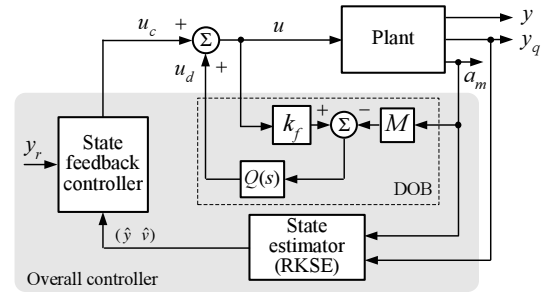 u_c + Σ u Plant y
y_q
a_m
u_d +
k_f + Σ − M
Q(s) DOB
y_r State
feedback
controller
(ŷ v̂)
State
estimator
(RKSE)
Overall controller